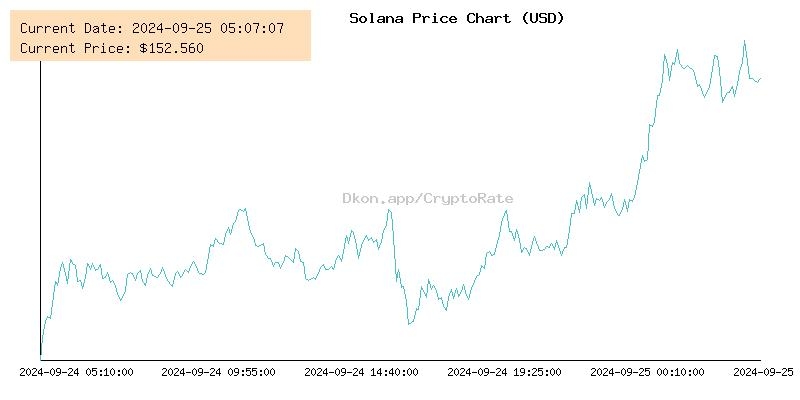 Solana Price Chart (USD)
Current Date: 2024-09-25 05:07:07
Current Price: $152.560
Dkon.app/CryptoRate
2024-09-24 05:10:00 2024-09-24 09:55:00 2024-09-24 14:40:00 2024-09-24 19:25:00 2024-09-25 00:10:00 2024-09-25